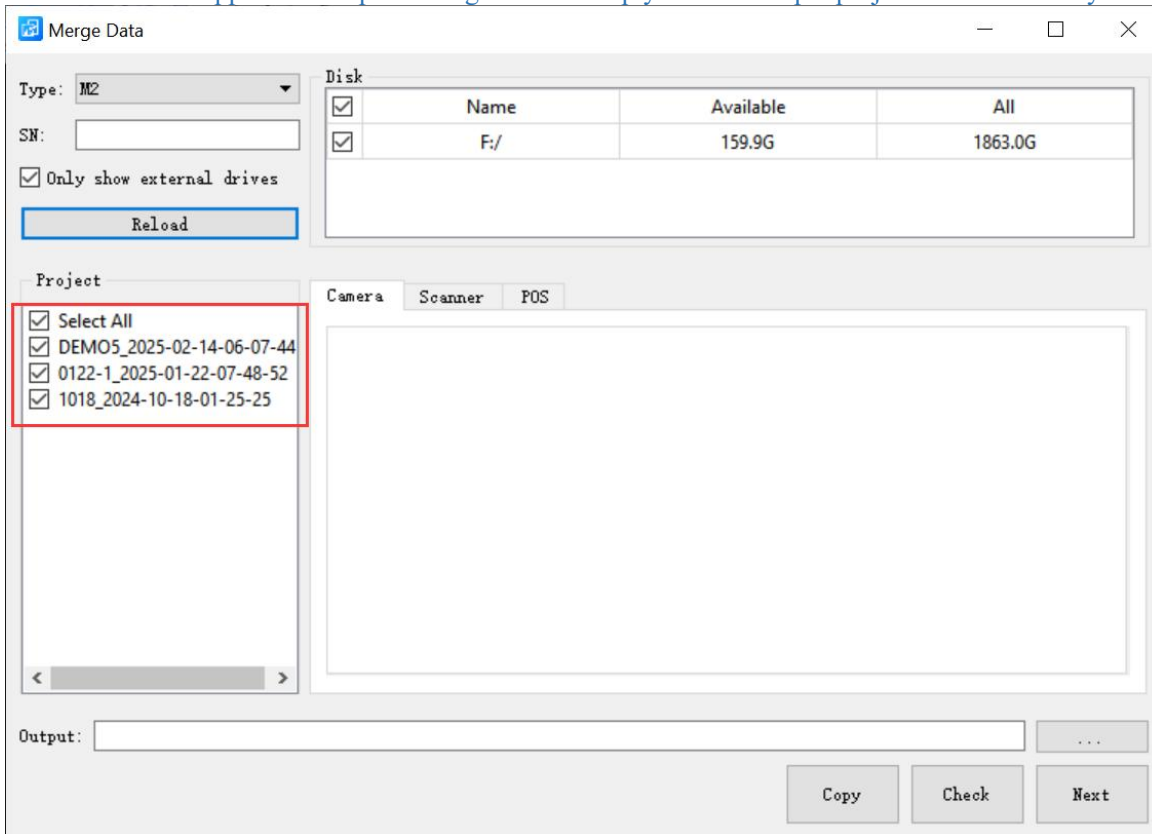 Merge Data
Type: M2
SN:
Only show external drives
Reload
Disk
Name Available All
F:/ 159.9G 1863.0G
Project
Select All
DEMO5_2025-02-14-06-07-44
0122-1_2025-01-22-07-48-52
1018_2024-10-18-01-25-25
Camera Scanner POS
Output: ...
Copy Check Next